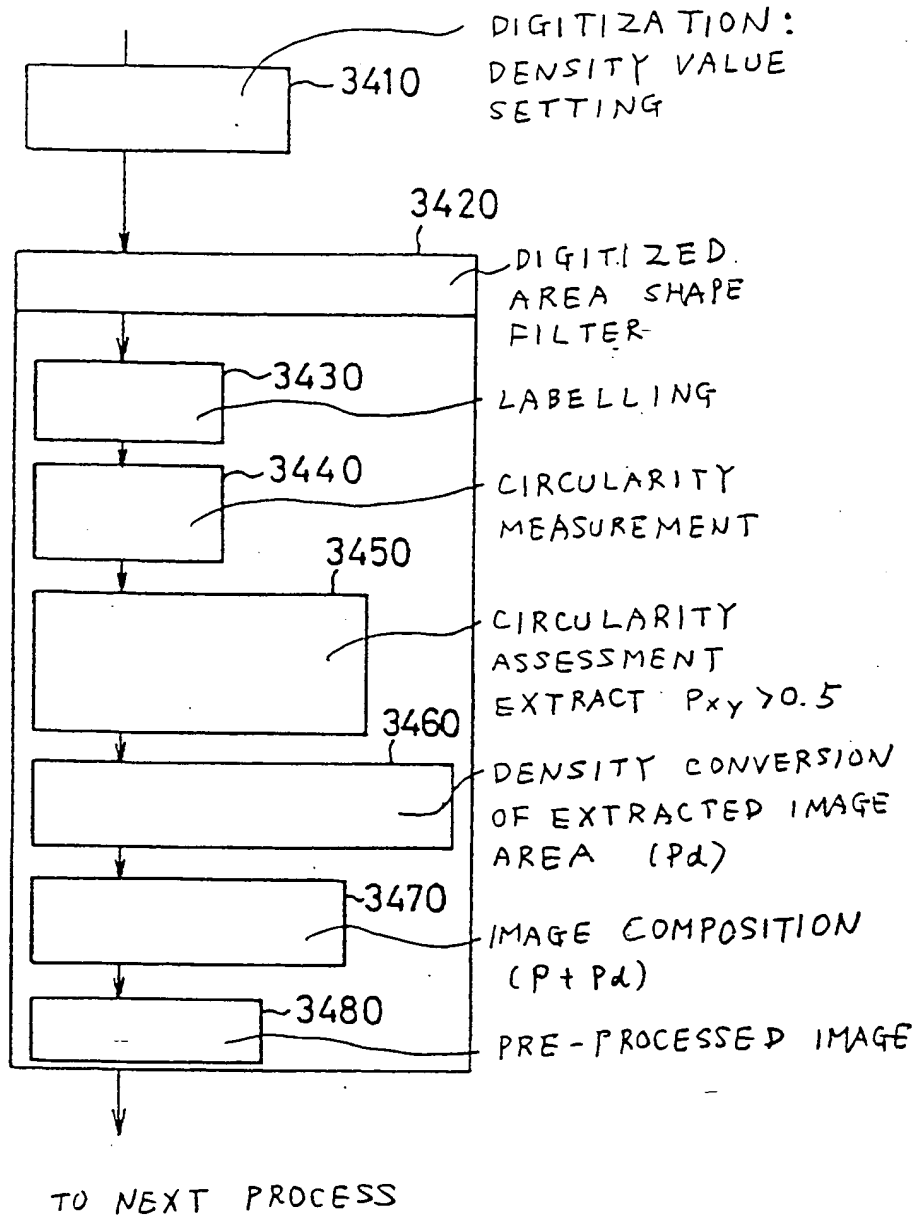 DIGITIZATION:
DENSITY VALUE
SETTING
3410
3420
DIGITIZED
AREA SHAPE
FILTER
3430
LABELLING
3440
CIRCULARITY
MEASUREMENT
3450
CIRCULARITY
ASSESSMENT
EXTRACT Pxy>0.5
3460
DENSITY CONVERSION
OF EXTRACTED IMAGE
AREA (Pd)
3470
IMAGE COMPOSITION
(P+Pd)
3480
PRE-PROCESSED IMAGE
TO NEXT PROCESS